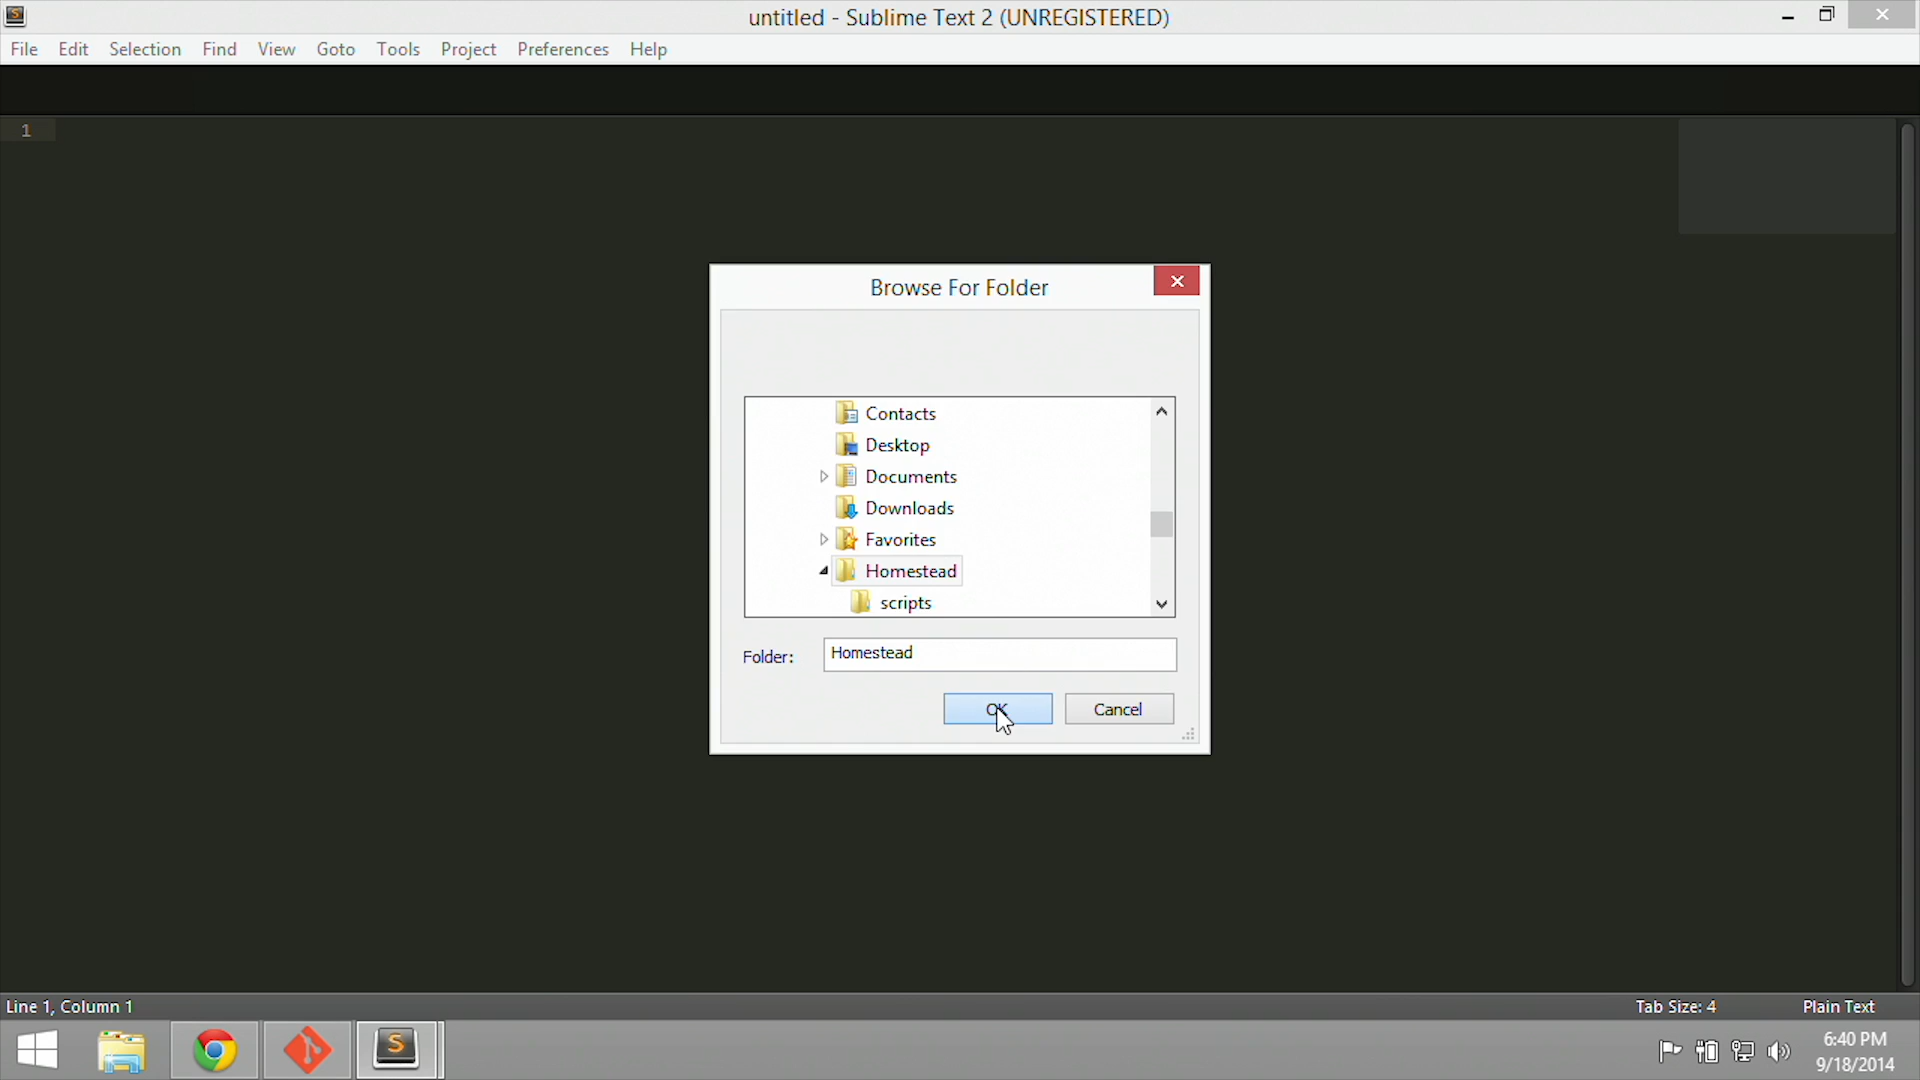 untitled - Sublime Text 2 (UNREGISTERED)
File Edit Selection Find View Goto Tools Project Preferences Help
1
Browse For Folder
Contacts
Desktop
Documents
Downloads
Favorites
Homestead
scripts
Folder: Homestead
OK Cancel
Line 1, Column 1 Tab Size: 4 Plain Text
6:40 PM
9/18/2014